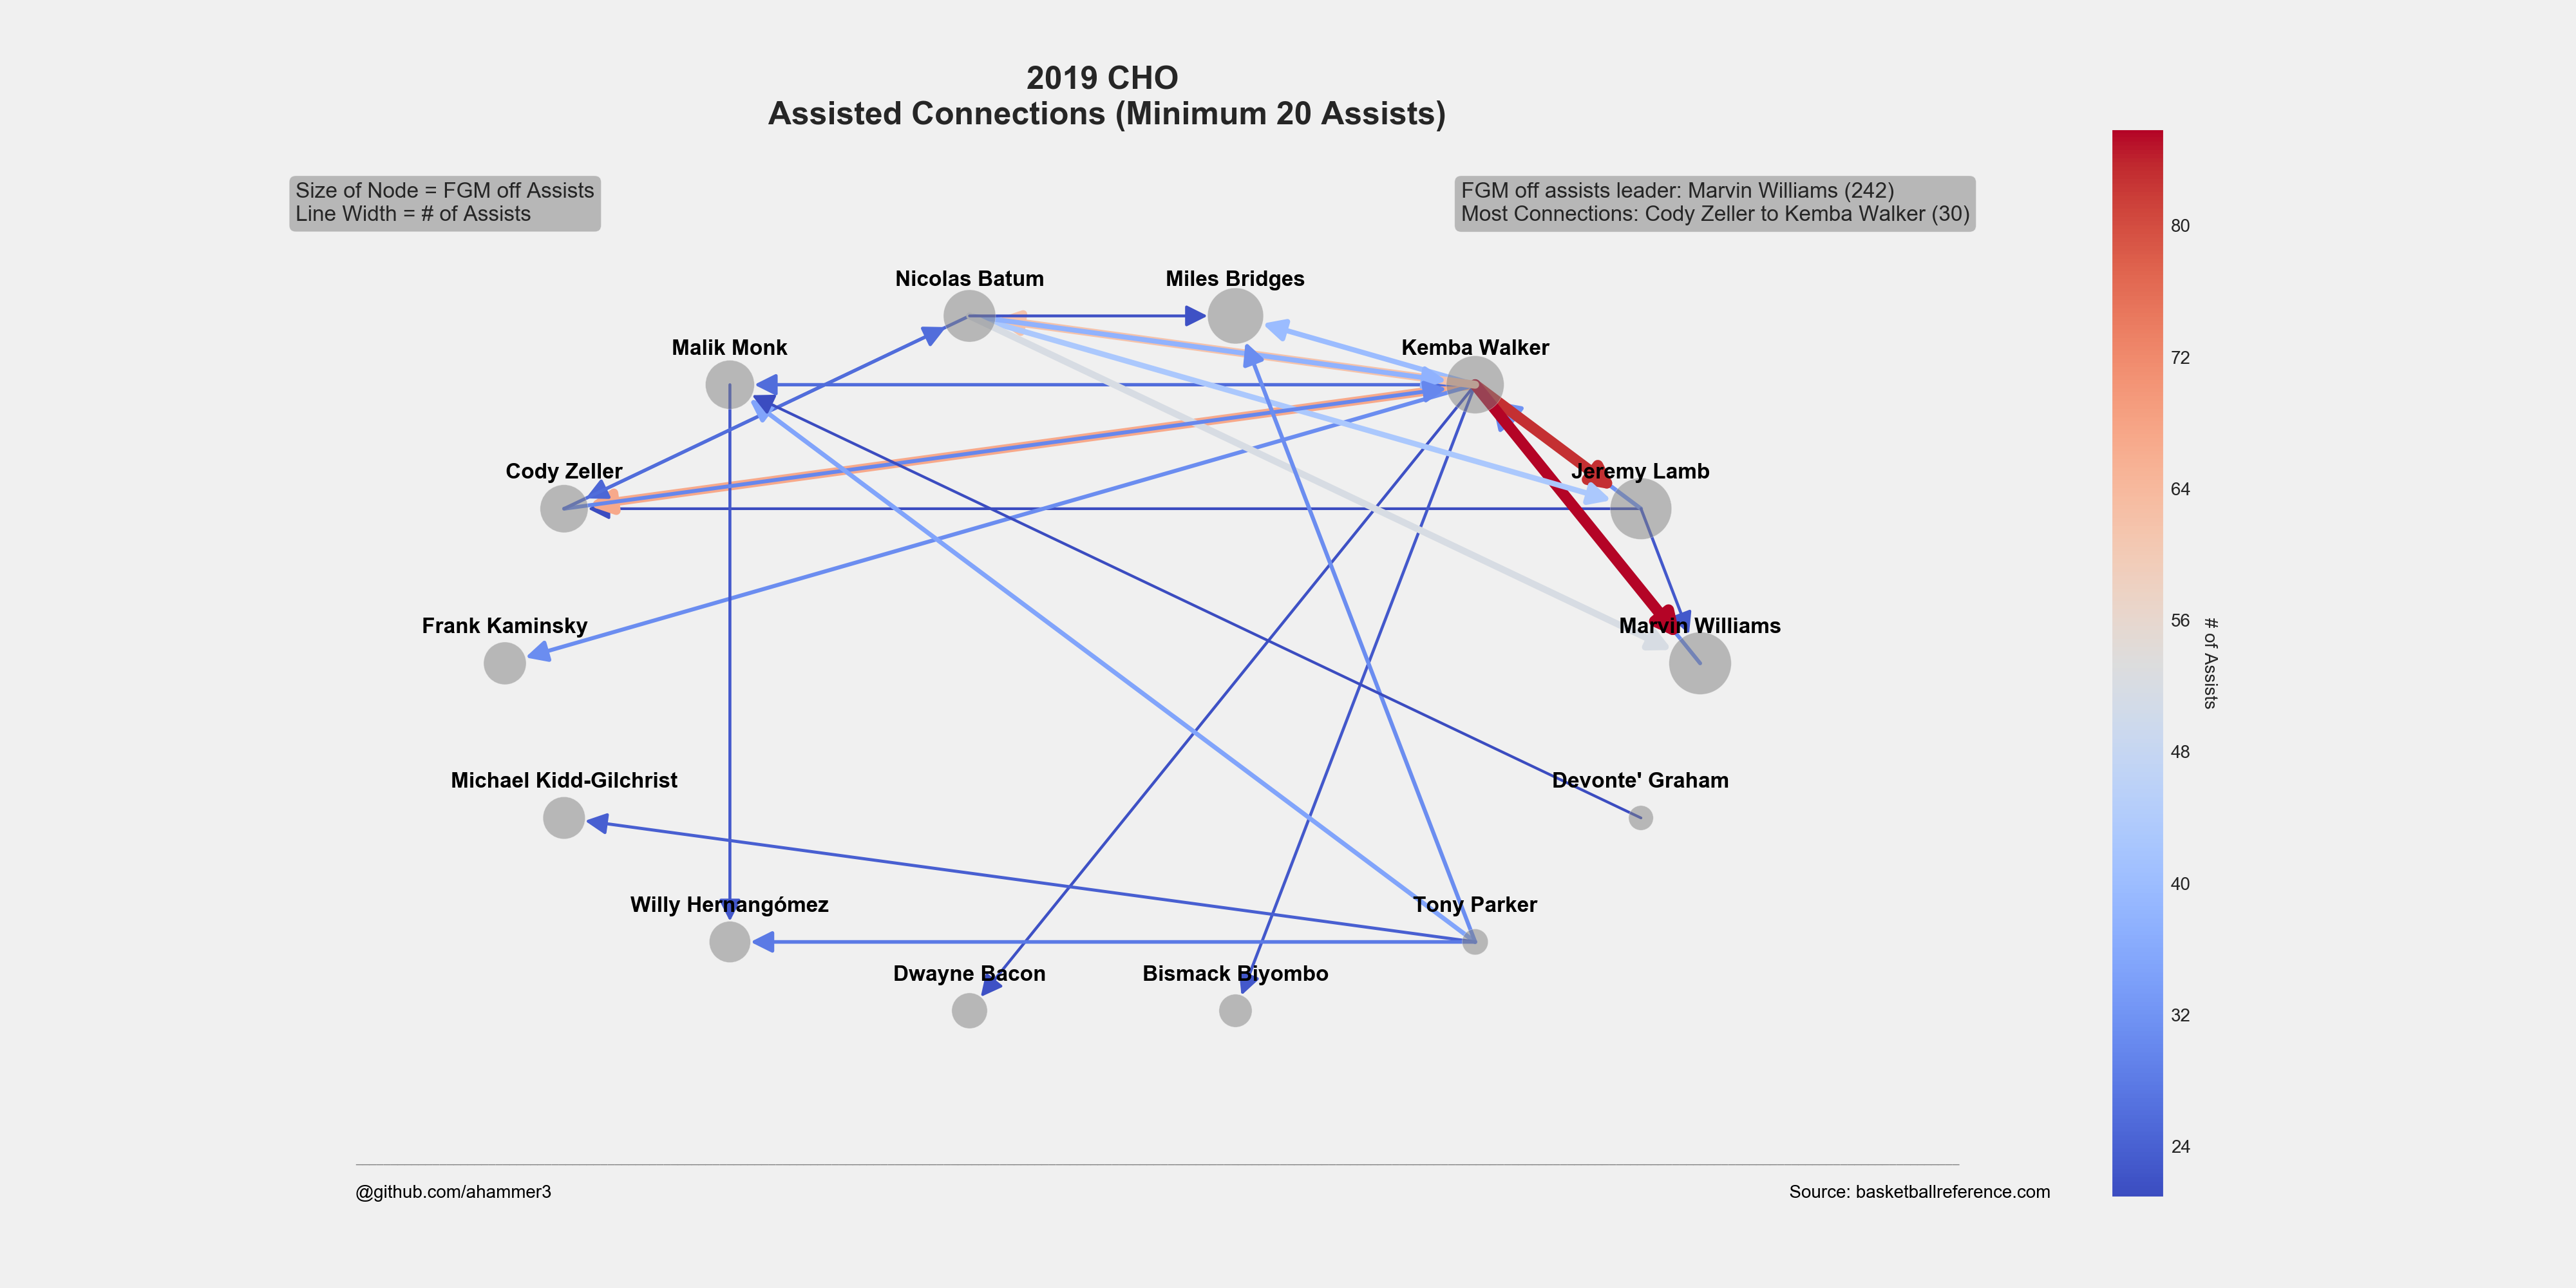 2019 CHO
Assisted Connections (Minimum 20 Assists)
Size of Node = FGM off Assists
Line Width = # of Assists
FGM off assists leader: Marvin Williams (242)
Most Connections: Cody Zeller to Kemba Walker (30)
Nicolas Batum
Miles Bridges
Malik Monk
Kemba Walker
Cody Zeller
Jeremy Lamb
Frank Kaminsky
Marvin Williams
Michael Kidd-Gilchrist
Devonte' Graham
Willy Hernangómez
Tony Parker
Dwayne Bacon
Bismack Biyombo
80
72
64
56
48
40
32
24
# of Assists
@github.com/ahammer3
Source: basketballreference.com